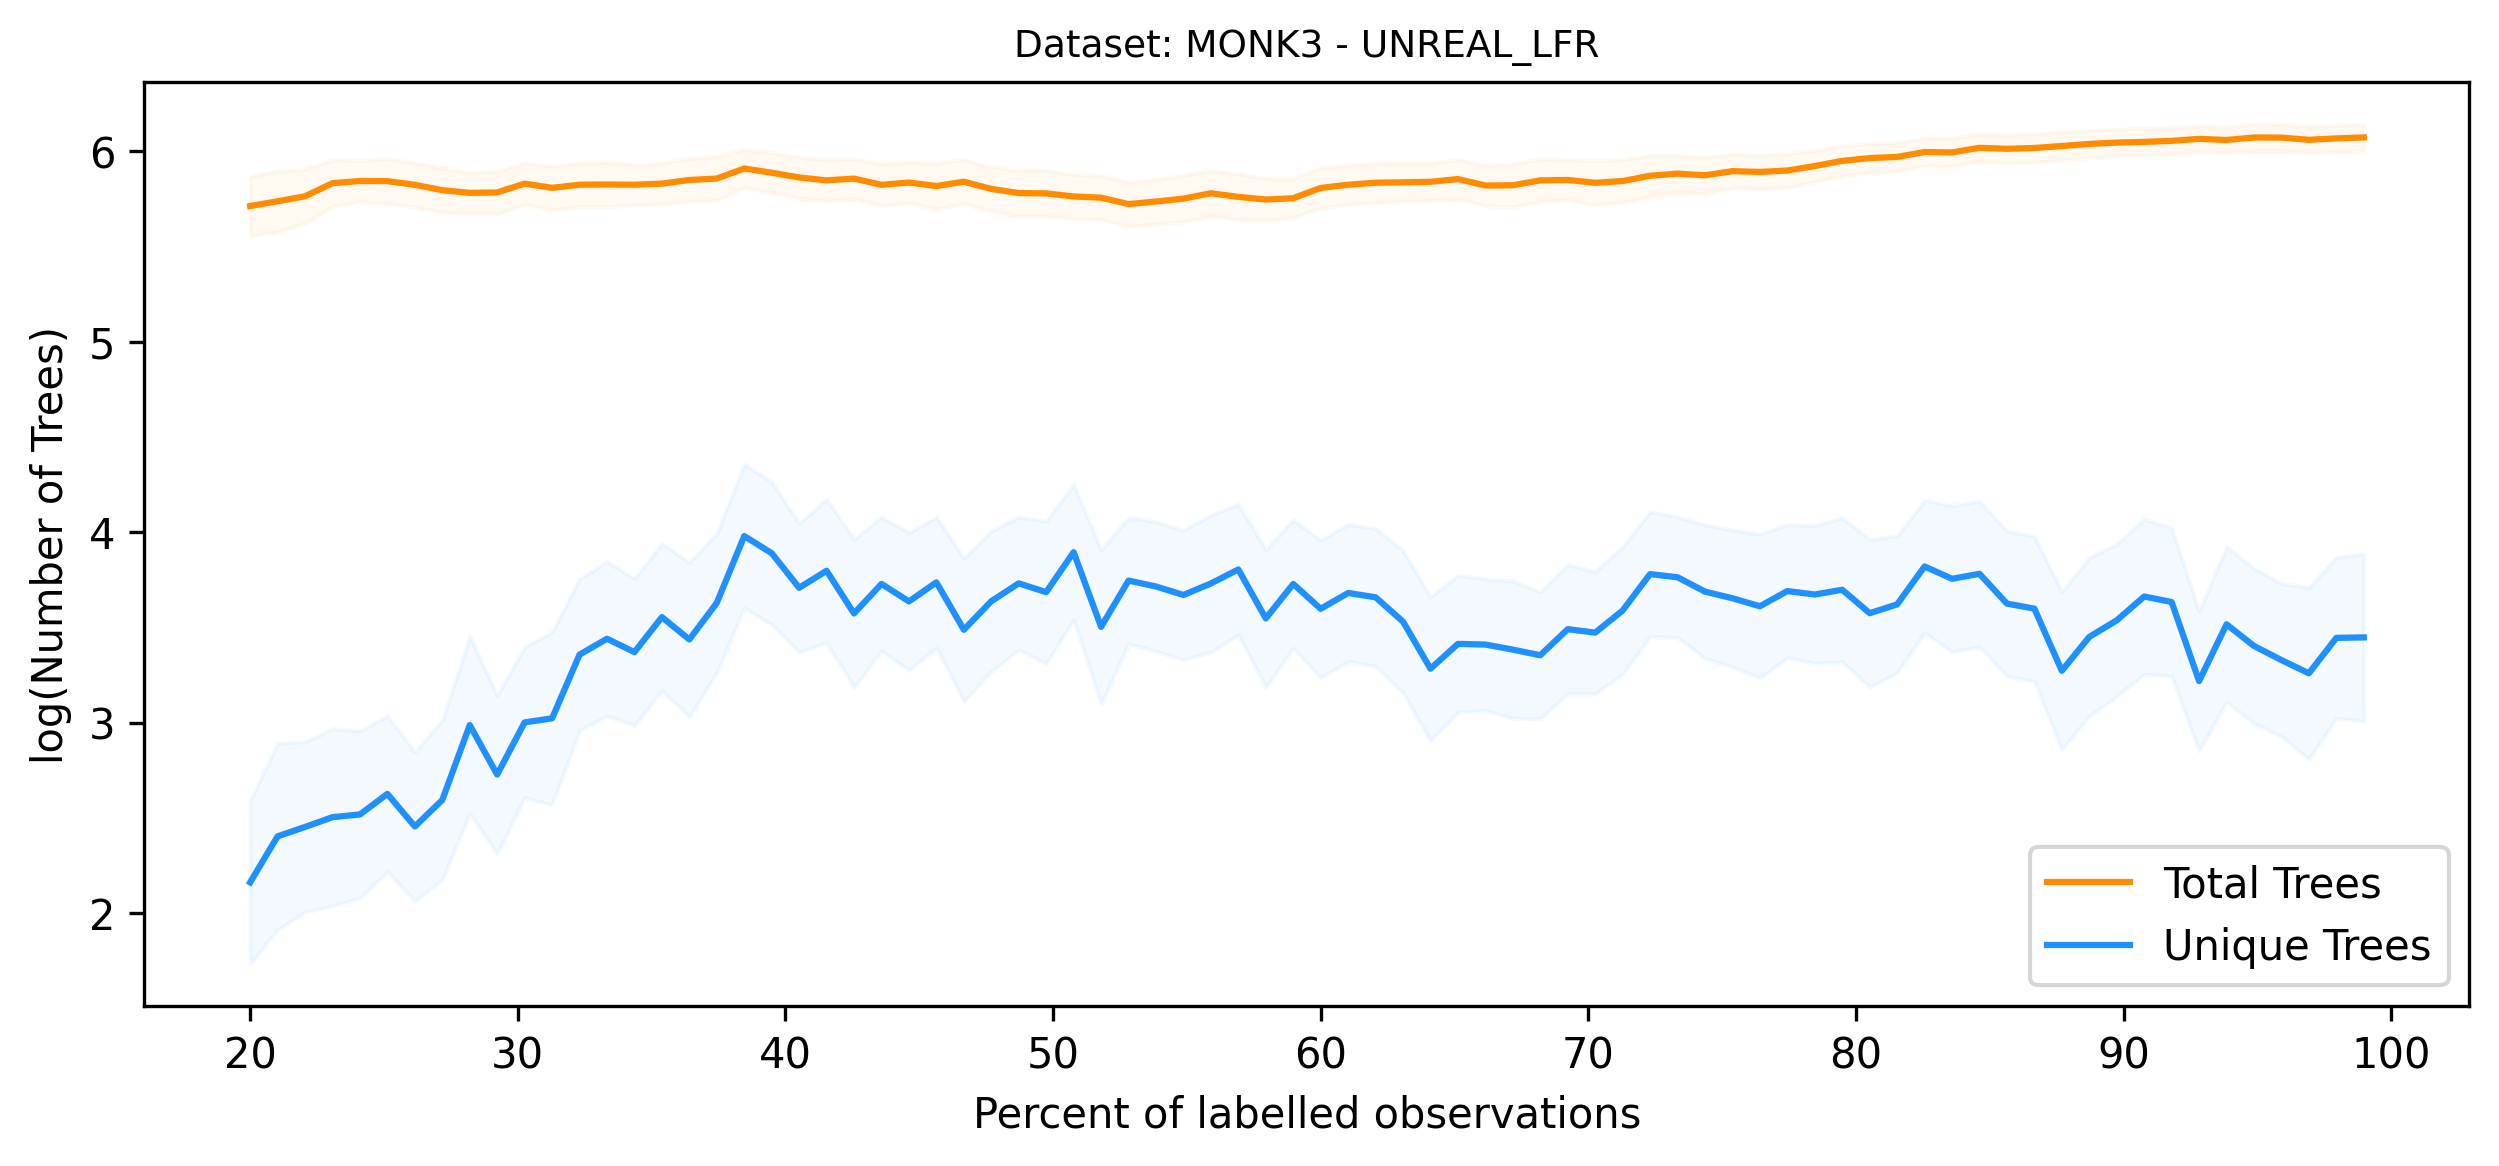 Dataset: MONK3 - UNREAL_LFR
log(Number of Trees)
6
5
4
3
2
Total Trees
Unique Trees
20 30 40 50 60 70 80 90 100
Percent of labelled observations